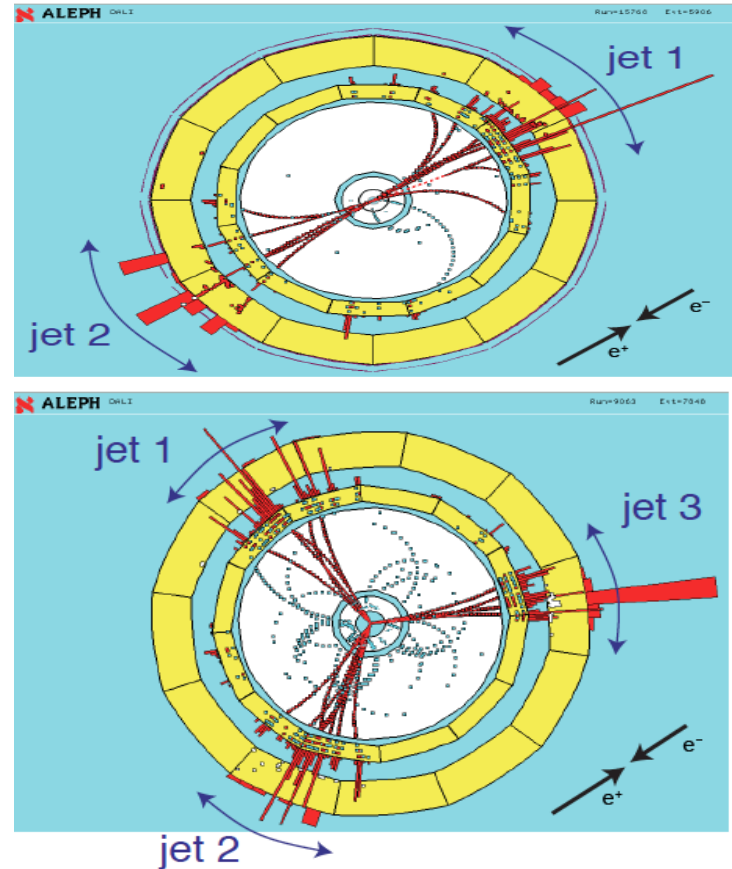 ALEPH DALI Run=15768 Evt=5906
jet 1
jet 2
e⁻
e⁺
ALEPH DALI Run=9063 Evt=7848
jet 1
jet 3
e⁻
e⁺
jet 2